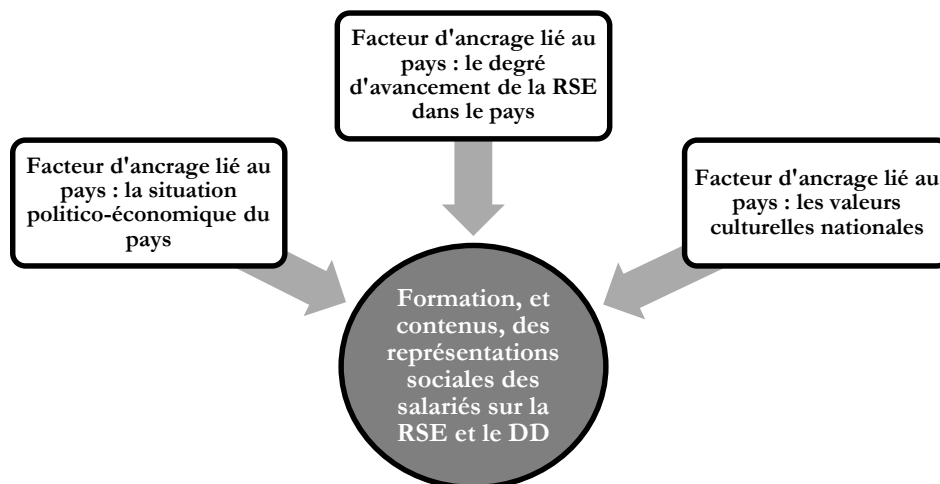 Facteur d'ancrage lié au
pays : le degré
d'avancement de la RSE
dans le pays
Facteur d'ancrage lié au
pays : la situation
politico-économique du
pays
Facteur d'ancrage lié au
pays : les valeurs
culturelles nationales
Formation, et
contenus, des
représentations
sociales des
salariés sur la
RSE et le DD